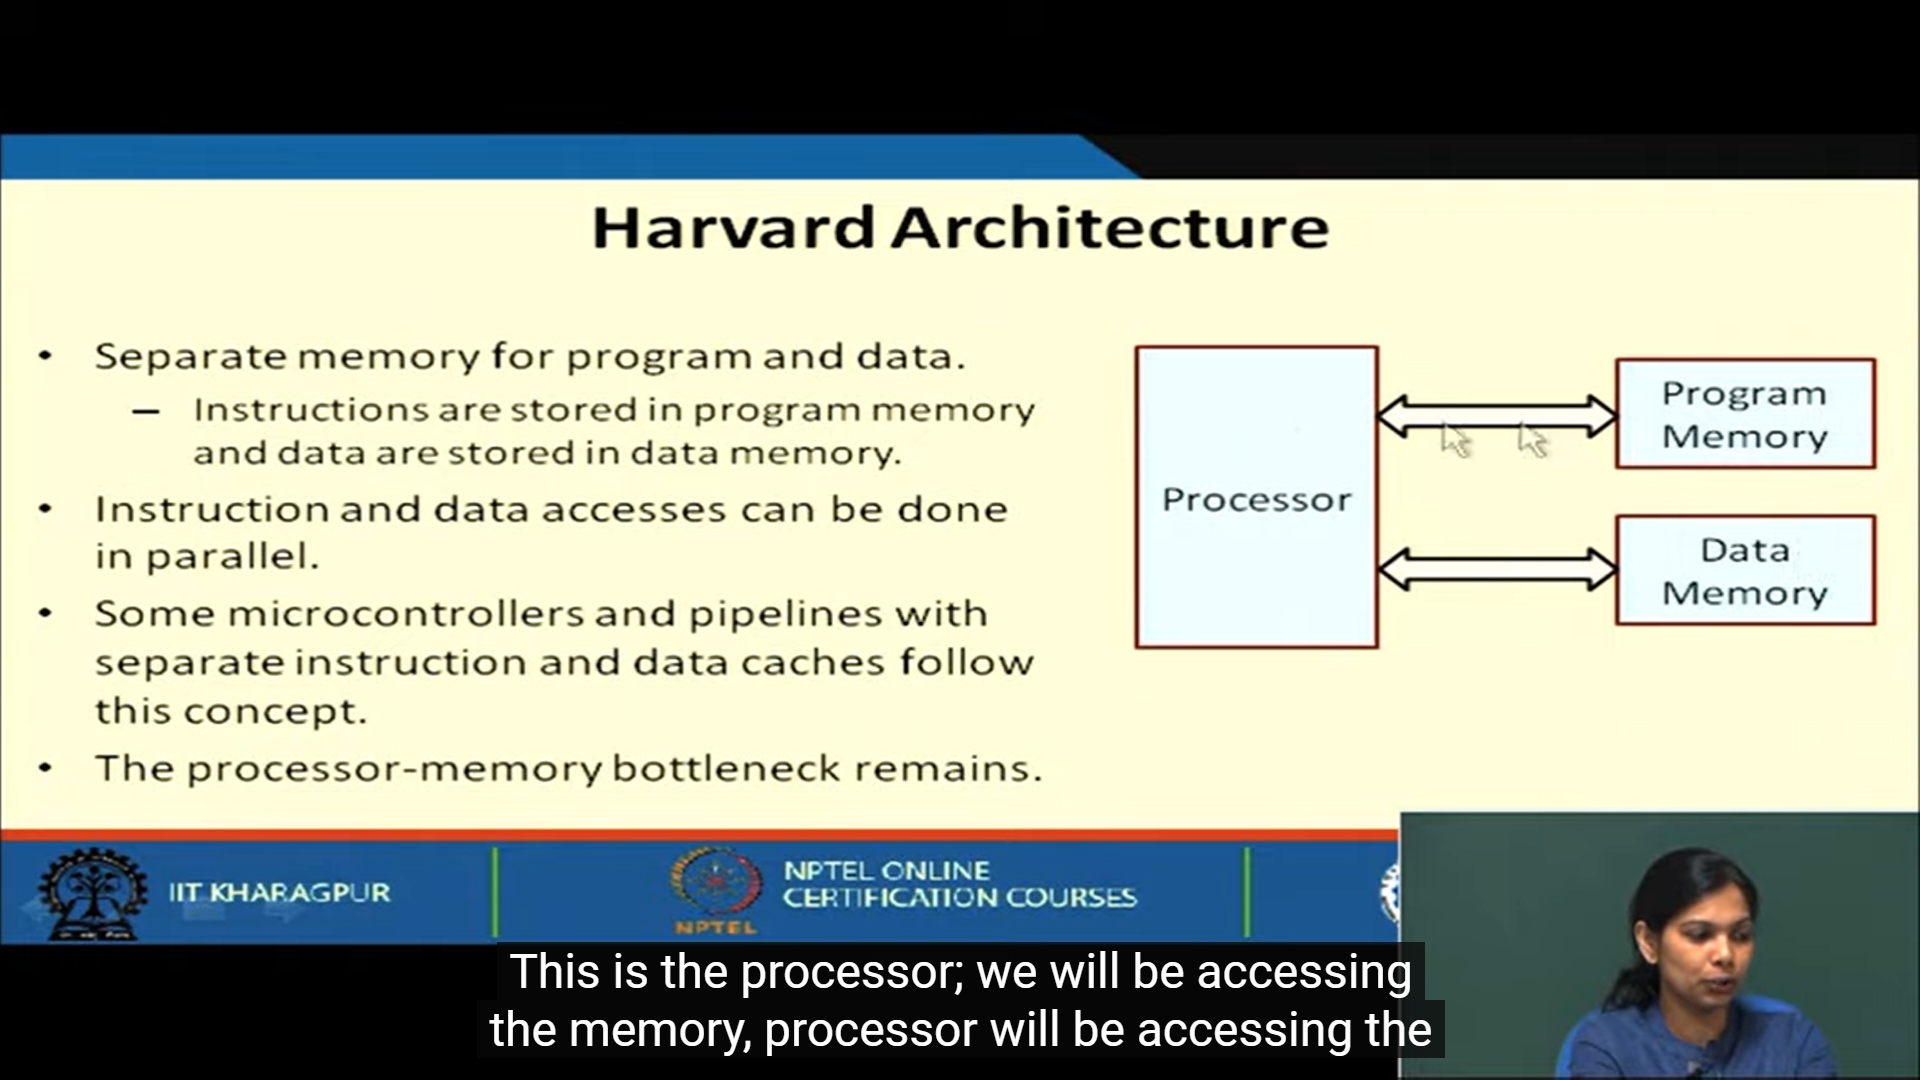 Harvard Architecture
• Separate memory for program and data.
– Instructions are stored in program memory
and data are stored in data memory.
• Instruction and data accesses can be done
in parallel.
• Some microcontrollers and pipelines with
separate instruction and data caches follow
this concept.
• The processor-memory bottleneck remains.
Processor
Program
Memory
Data
Memory
IIT KHARAGPUR
NPTEL ONLINE
CERTIFICATION COURSES
NPTEL
This is the processor; we will be accessing
the memory, processor will be accessing the